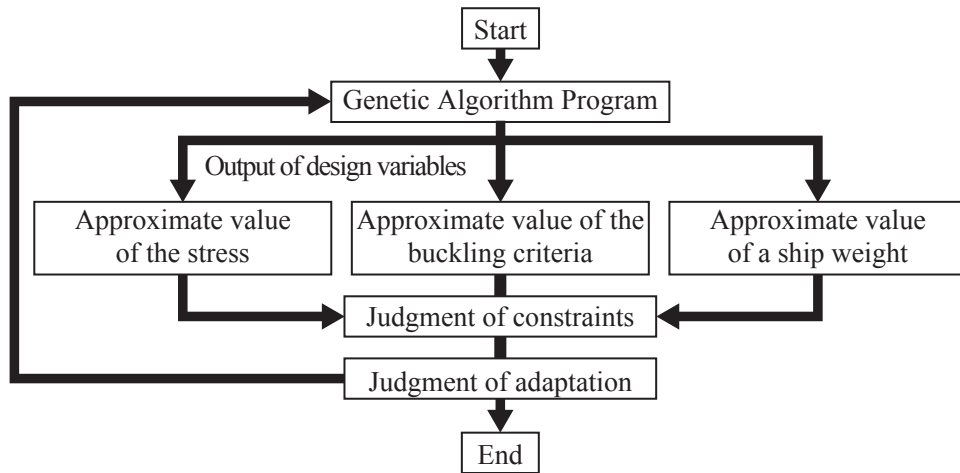 Start
Genetic Algorithm Program
Output of design variables
Approximate value
of the stress
Approximate value of the
buckling criteria
Approximate value
of a ship weight
Judgment of constraints
Judgment of adaptation
End